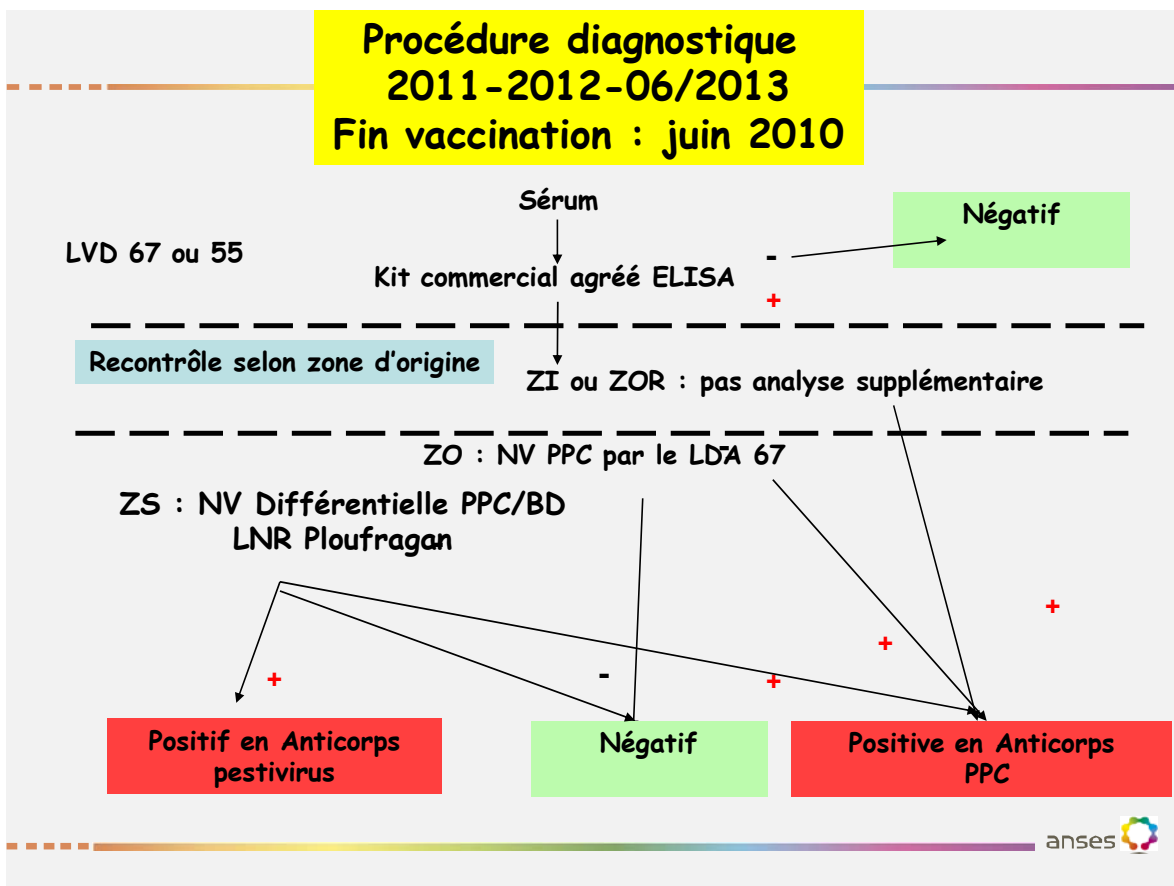 Procédure diagnostique
2011-2012-06/2013
Fin vaccination : juin 2010
Sérum
Négatif
LVD 67 ou 55
-
Kit commercial agréé ELISA
+
Recontrôle selon zone d'origine
ZI ou ZOR : pas analyse supplémentaire
-
ZO : NV PPC par le LDA 67
ZS : NV Différentielle PPC/BD
LNR Ploufragan
-
+
+
+
-
+
Positif en Anticorps
pestivirus
Négatif
Positive en Anticorps
PPC
anses